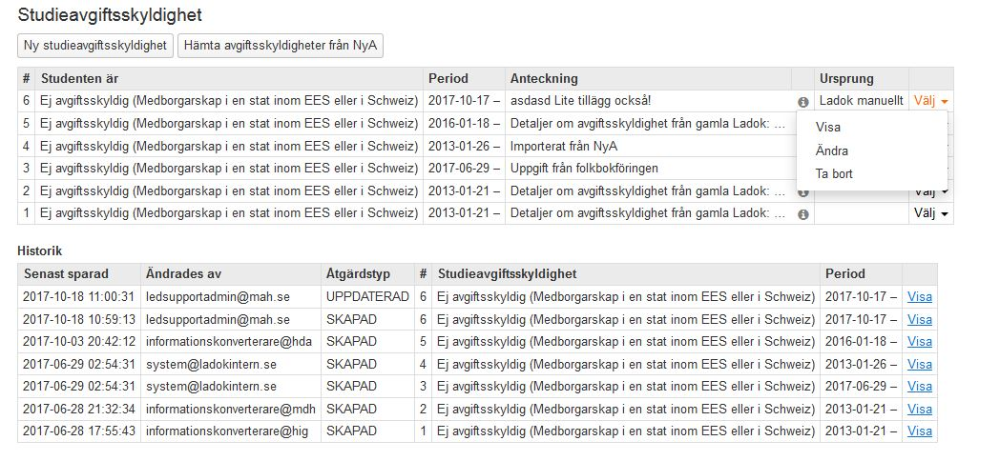 Studieavgiftsskyldighet
Ny studieavgiftsskyldighet Hämta avgiftsskyldigheter från NyA
# Studenten är Period Anteckning Ursprung
6 Ej avgiftsskyldig (Medborgarskap i en stat inom EES eller i Schweiz) 2017-10-17 – asdasd Lite tillägg också! Ladok manuellt Välj
5 Ej avgiftsskyldig (Medborgarskap i en stat inom EES eller i Schweiz) 2016-01-18 – Detaljer om avgiftsskyldighet från gamla Ladok: ...
Visa
4 Ej avgiftsskyldig (Medborgarskap i en stat inom EES eller i Schweiz) 2013-01-26 – Importerat från NyA
Ändra
3 Ej avgiftsskyldig (Medborgarskap i en stat inom EES eller i Schweiz) 2017-06-29 – Uppgift från folkbokföringen
Ta bort
2 Ej avgiftsskyldig (Medborgarskap i en stat inom EES eller i Schweiz) 2013-01-21 – Detaljer om avgiftsskyldighet från gamla Ladok: ... Välj
1 Ej avgiftsskyldig (Medborgarskap i en stat inom EES eller i Schweiz) 2013-01-21 – Detaljer om avgiftsskyldighet från gamla Ladok: ... Välj
Historik
Senast sparad Ändrades av Åtgärdstyp # Studieavgiftsskyldighet Period
2017-10-18 11:00:31 ledsupportadmin@mah.se UPPDATERAD 6 Ej avgiftsskyldig (Medborgarskap i en stat inom EES eller i Schweiz) 2017-10-17 – Visa
2017-10-18 10:59:13 ledsupportadmin@mah.se SKAPAD 6 Ej avgiftsskyldig (Medborgarskap i en stat inom EES eller i Schweiz) 2017-10-17 – Visa
2017-10-03 20:42:12 informationskonverterare@hda SKAPAD 5 Ej avgiftsskyldig (Medborgarskap i en stat inom EES eller i Schweiz) 2016-01-18 – Visa
2017-06-29 02:54:31 system@ladokintern.se SKAPAD 4 Ej avgiftsskyldig (Medborgarskap i en stat inom EES eller i Schweiz) 2013-01-26 – Visa
2017-06-29 02:54:31 system@ladokintern.se SKAPAD 3 Ej avgiftsskyldig (Medborgarskap i en stat inom EES eller i Schweiz) 2017-06-29 – Visa
2017-06-28 21:32:34 informationskonverterare@mdh SKAPAD 2 Ej avgiftsskyldig (Medborgarskap i en stat inom EES eller i Schweiz) 2013-01-21 – Visa
2017-06-28 17:55:43 informationskonverterare@hig SKAPAD 1 Ej avgiftsskyldig (Medborgarskap i en stat inom EES eller i Schweiz) 2013-01-21 – Visa